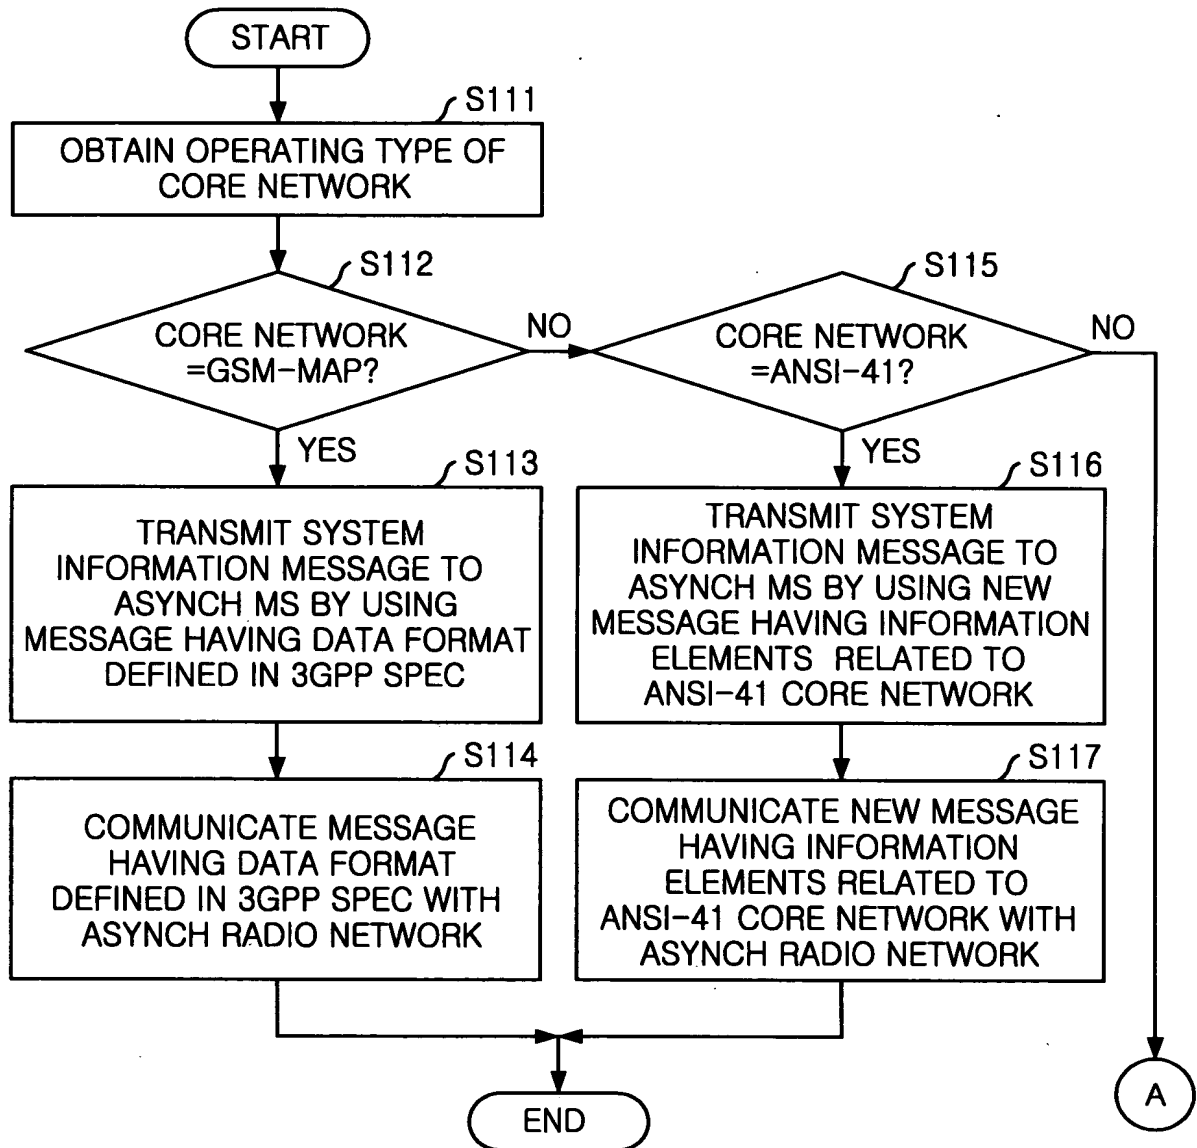 START
S111
OBTAIN OPERATING TYPE OF
CORE NETWORK
S112
CORE NETWORK
=GSM-MAP?
NO
YES
S115
CORE NETWORK
=ANSI-41?
NO
YES
S113
TRANSMIT SYSTEM
INFORMATION MESSAGE TO
ASYNCH MS BY USING
MESSAGE HAVING DATA FORMAT
DEFINED IN 3GPP SPEC
S116
TRANSMIT SYSTEM
INFORMATION MESSAGE TO
ASYNCH MS BY USING NEW
MESSAGE HAVING INFORMATION
ELEMENTS RELATED TO
ANSI-41 CORE NETWORK
S114
COMMUNICATE MESSAGE
HAVING DATA FORMAT
DEFINED IN 3GPP SPEC WITH
ASYNCH RADIO NETWORK
S117
COMMUNICATE NEW MESSAGE
HAVING INFORMATION
ELEMENTS RELATED TO
ANSI-41 CORE NETWORK WITH
ASYNCH RADIO NETWORK
END
A